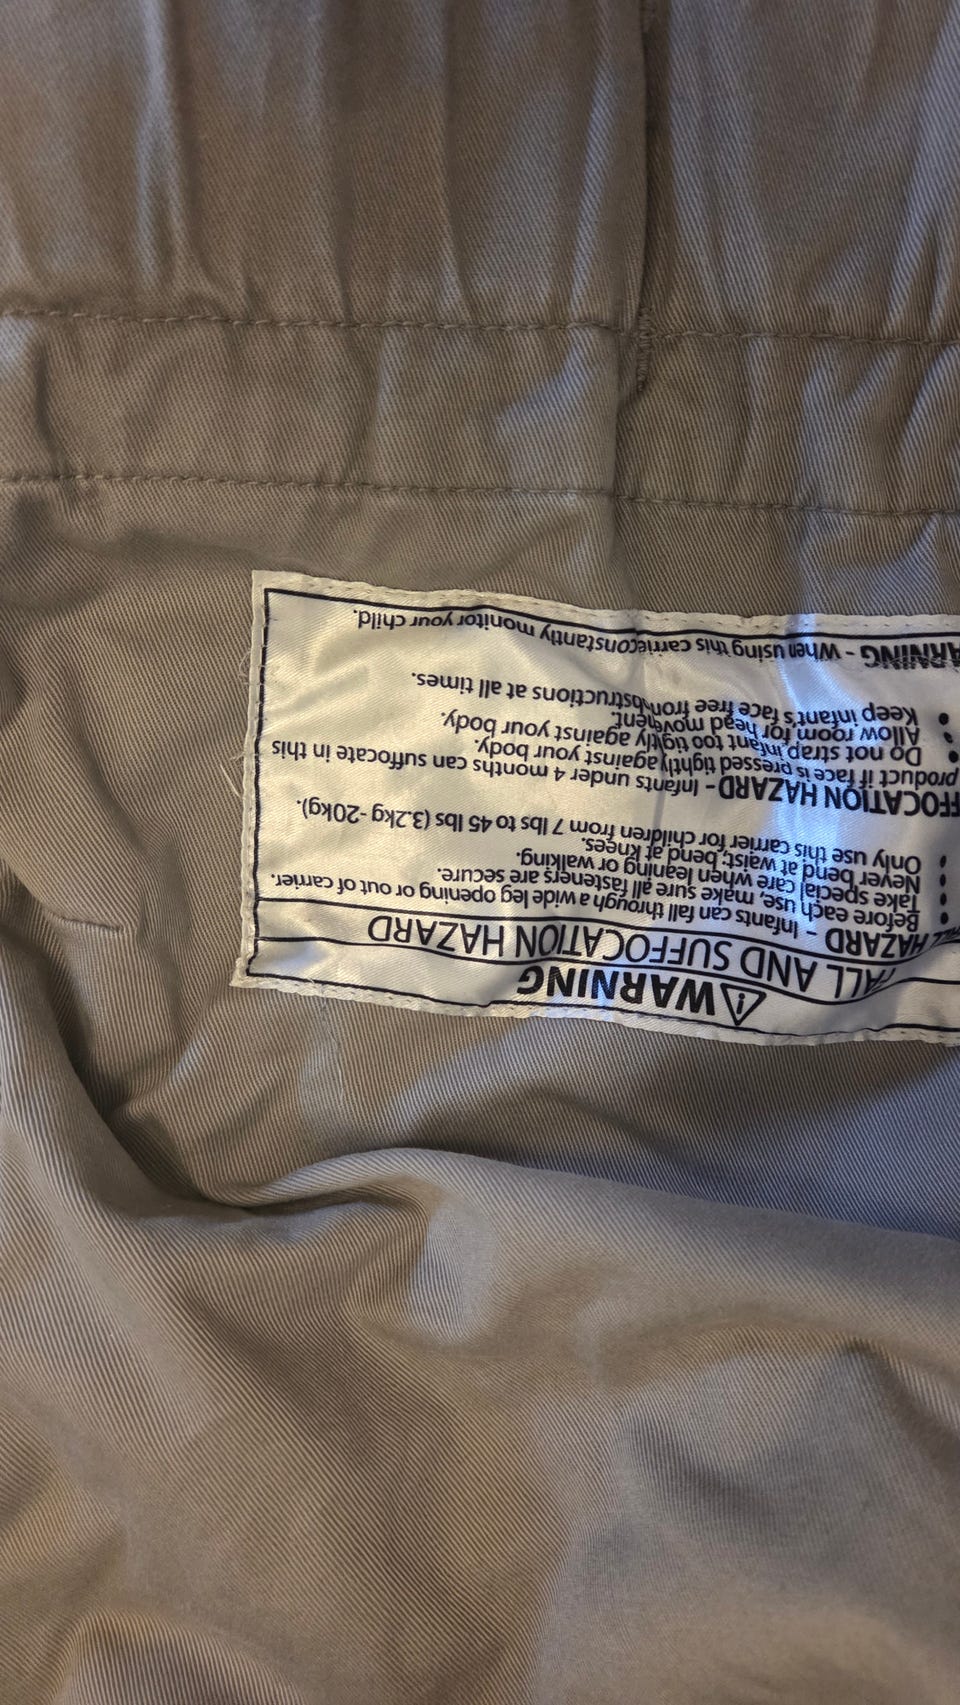 ⚠WARNING
FALL AND SUFFOCATION HAZARD
HAZARD - Infants can fall through a wide leg opening or out of carrier.
Before each use, make sure all fasteners are secure.
Take special care when leaning or walking.
Never bend at waist; bend at knees.
Only use this carrier for children from 7 lbs to 45 lbs (3.2kg -20kg).
FFOCATION HAZARD- Infants under 4 months can suffocate in this
product if face is pressed tightly against your body.
Do not strap infant too tightly against your body.
Allow room for head movement.
Keep infant's face free from obstructions at all times.
ARNING - When using this carrier constantly monitor your child.